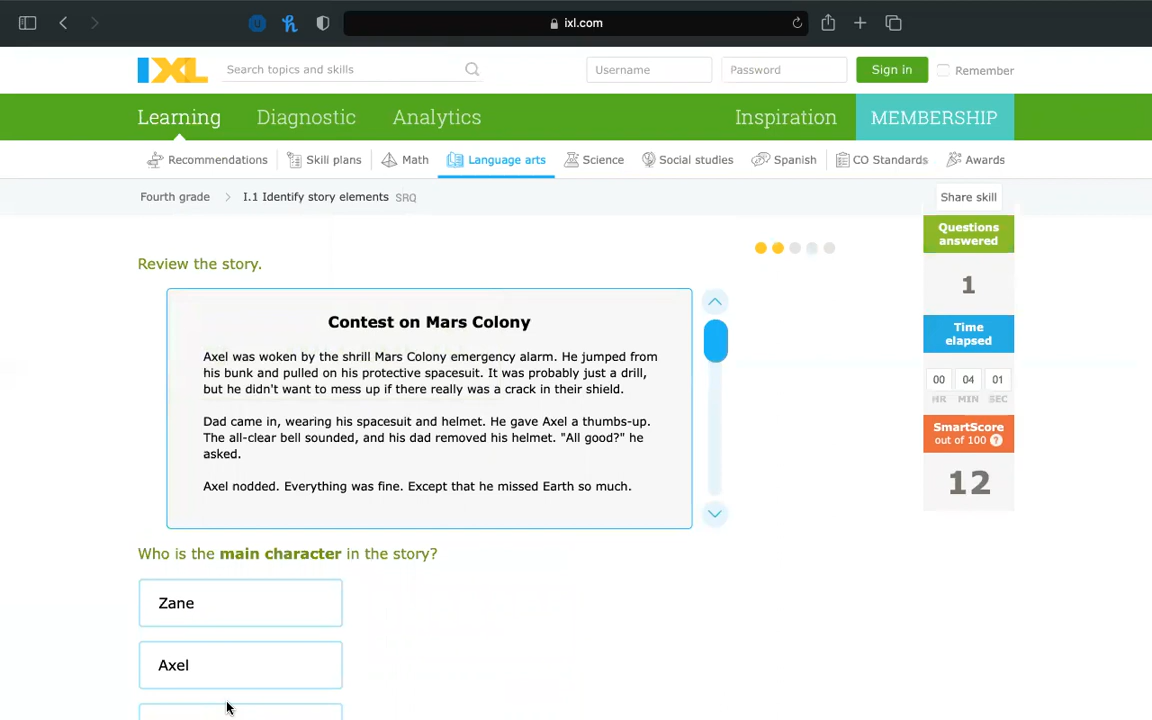 ixl.com
IXL
Search topics and skills
Username
Password
Sign in
Remember
Learning
Diagnostic
Analytics
Inspiration
MEMBERSHIP
Recommendations
Skill plans
Math
Language arts
Science
Social studies
Spanish
CO Standards
Awards
Fourth grade
I.1 Identify story elements SRQ
Share skill
Questions
answered
1
Time
elapsed
00 04 01
HR MIN SEC
SmartScore
out of 100 ?
12
Review the story.
Contest on Mars Colony
Axel was woken by the shrill Mars Colony emergency alarm. He jumped from
his bunk and pulled on his protective spacesuit. It was probably just a drill,
but he didn't want to mess up if there really was a crack in their shield.
Dad came in, wearing his spacesuit and helmet. He gave Axel a thumbs-up.
The all-clear bell sounded, and his dad removed his helmet. "All good?" he
asked.
Axel nodded. Everything was fine. Except that he missed Earth so much.
Who is the main character in the story?
Zane
Axel